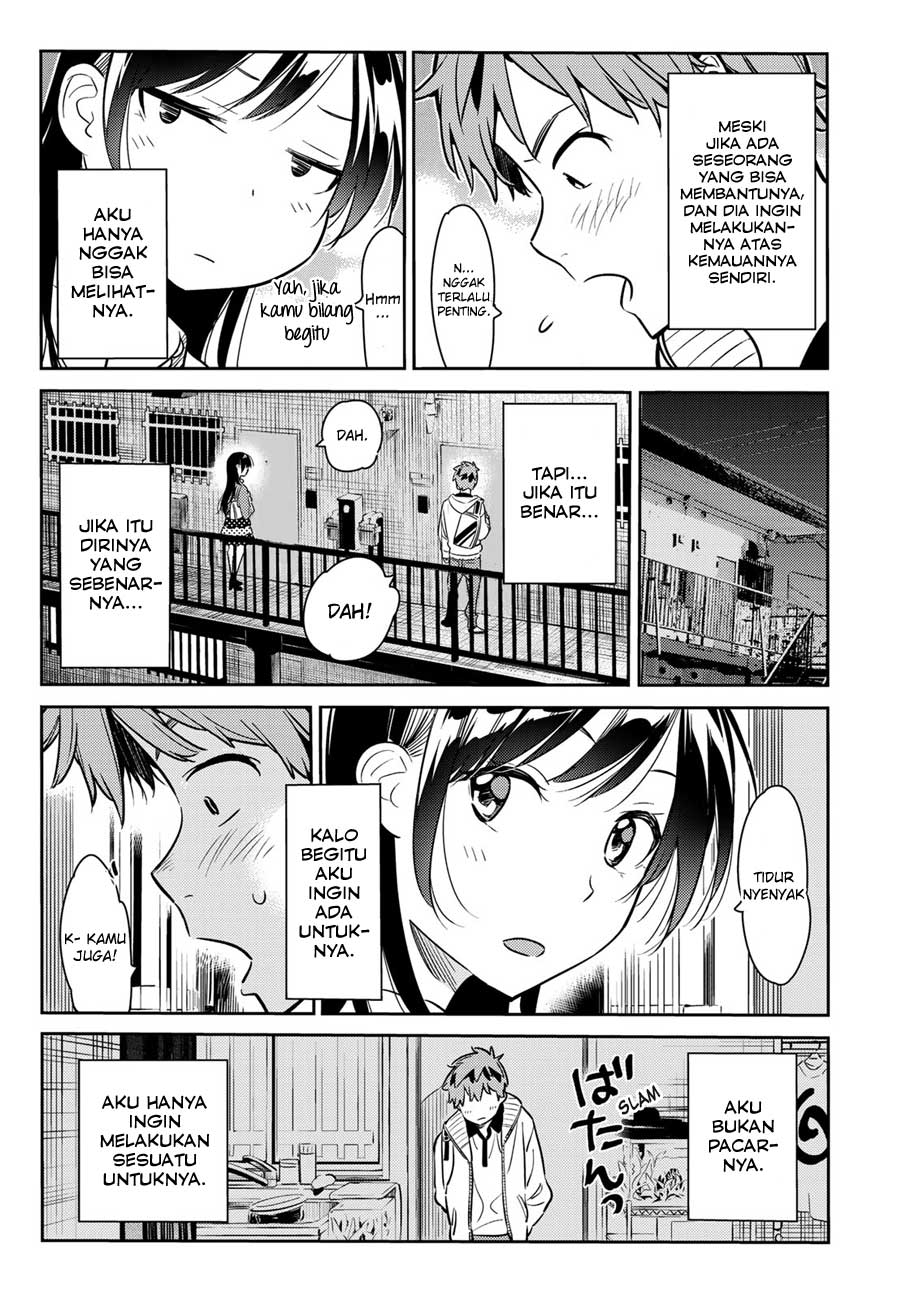 MESKI
JIKA ADA
SESEORANG
YANG BISA
MEMBANTUNYA,
DAN DIA INGIN
MELAKUKAN-
NYA ATAS
KEMAUANNYA
SENDIRI.
N...
NGGAK
TERLALU
PENTING.
Hmm
...
Yah, jika
kamu bilang
begitu
AKU
HANYA
NGGAK
BISA
MELIHAT-
NYA.
TAPI...
JIKA ITU
BENAR...
DAH.
DAH!
JIKA ITU
DIRINYA
YANG
SEBENAR-
NYA...
TIDUR
NYENYAK
KALO
BEGITU
AKU
INGIN
ADA
UNTUK-
NYA.
K- KAMU
JUGA!
AKU
BUKAN
PACAR-
NYA.
SLAM
ばたんっ
AKU HANYA
INGIN
MELAKUKAN
SESUATU
UNTUKNYA.